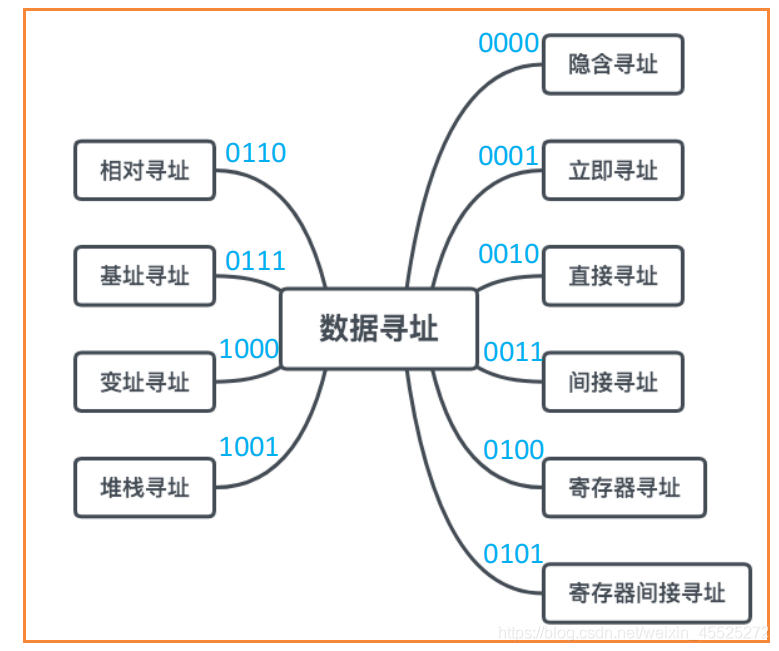 0000
隐含寻址
0001
立即寻址
0010
直接寻址
0011
间接寻址
0100
寄存器寻址
0101
寄存器间接寻址
数据寻址
0110
相对寻址
0111
基址寻址
1000
变址寻址
1001
堆栈寻址
https://blog.csdn.net/weixin_45525272